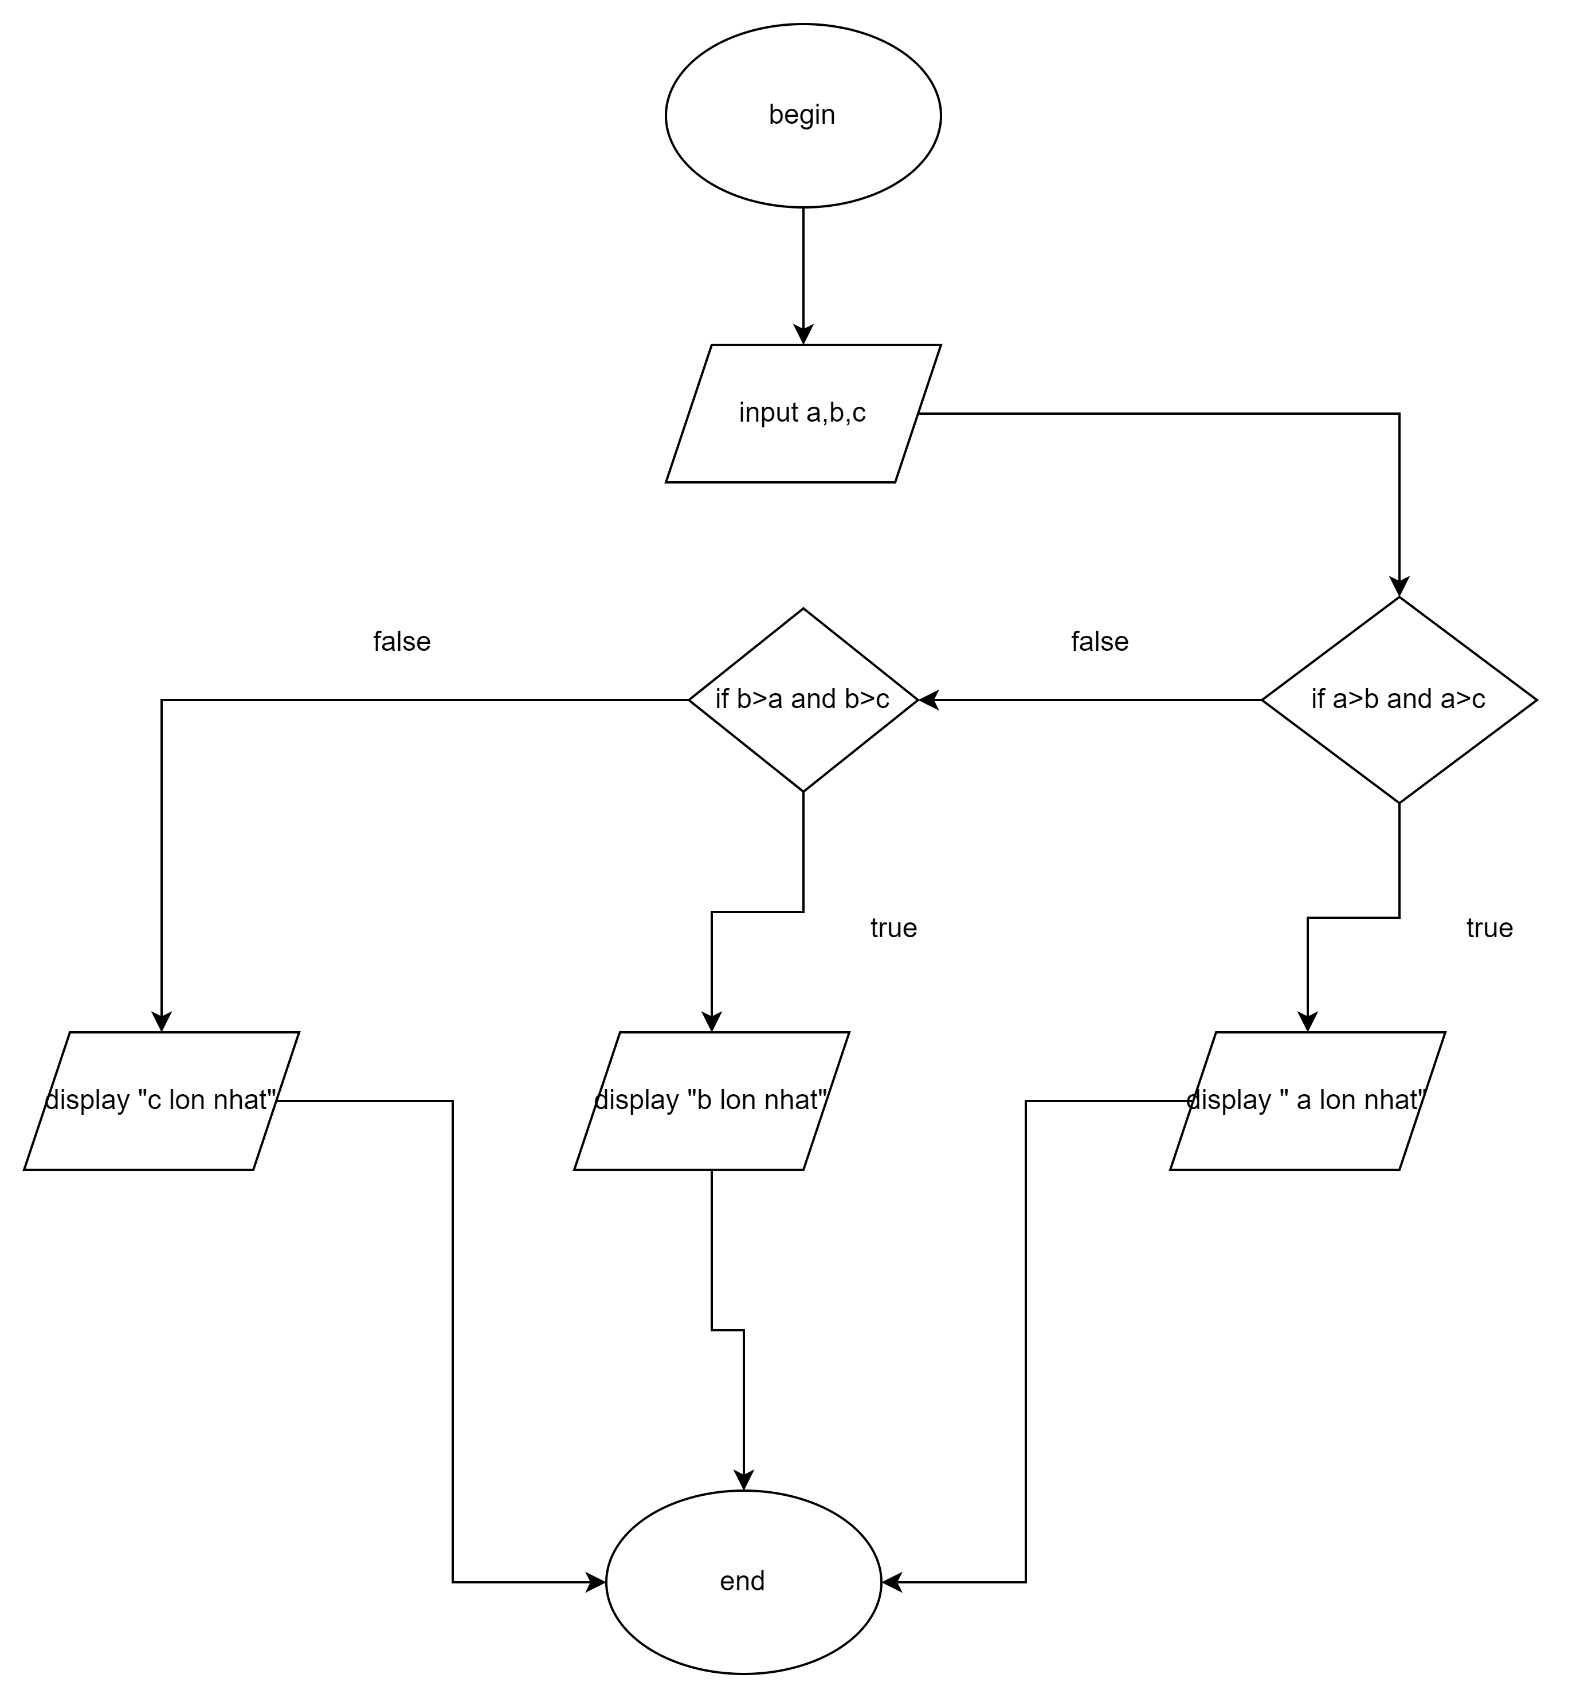 begin
input a,b,c
false
false
if b>a and b>c
if a>b and a>c
true
true
display "c lon nhat"
display "b lon nhat"
display " a lon nhat"
end